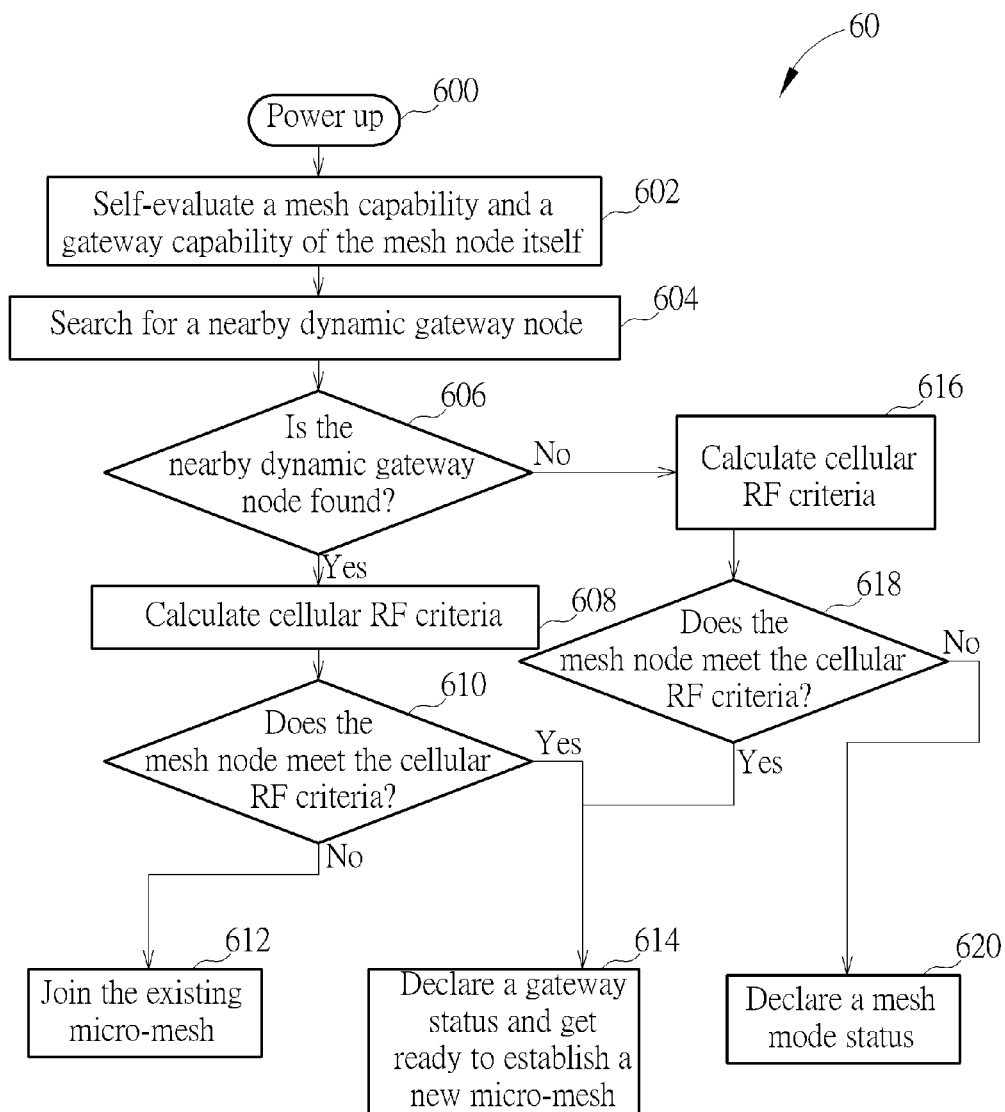 60
600
Power up
602
Self-evaluate a mesh capability and a
gateway capability of the mesh node itself
604
Search for a nearby dynamic gateway node
606
Is the
nearby dynamic gateway
node found?
No
Yes
616
Calculate cellular
RF criteria
608
Calculate cellular RF criteria
618
Does the
mesh node meet the cellular
RF criteria?
No
Yes
610
Does the
mesh node meet the cellular
RF criteria?
Yes
No
612
Join the existing
micro-mesh
614
Declare a gateway
status and get
ready to establish a
new micro-mesh
620
Declare a mesh
mode status